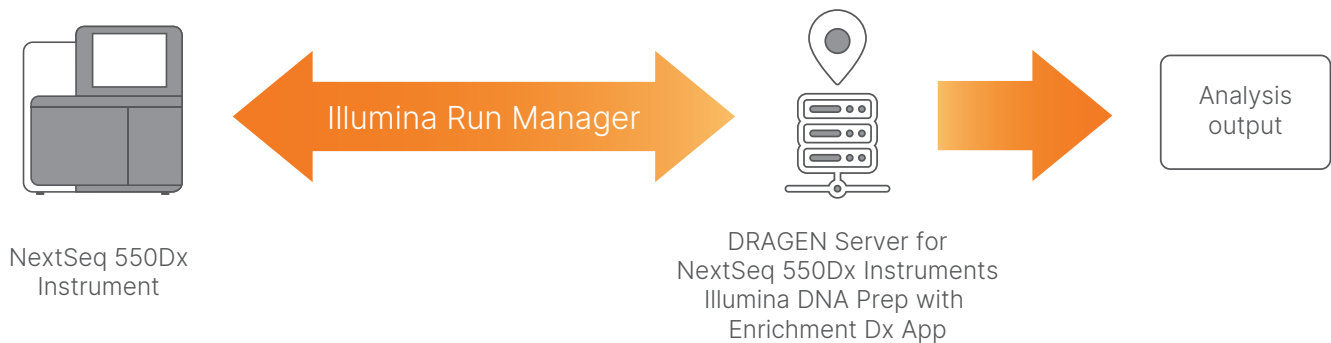 Illumina Run Manager
Analysis
output
NextSeq 550Dx
Instrument
DRAGEN Server for
NextSeq 550Dx Instruments
Illumina DNA Prep with
Enrichment Dx App